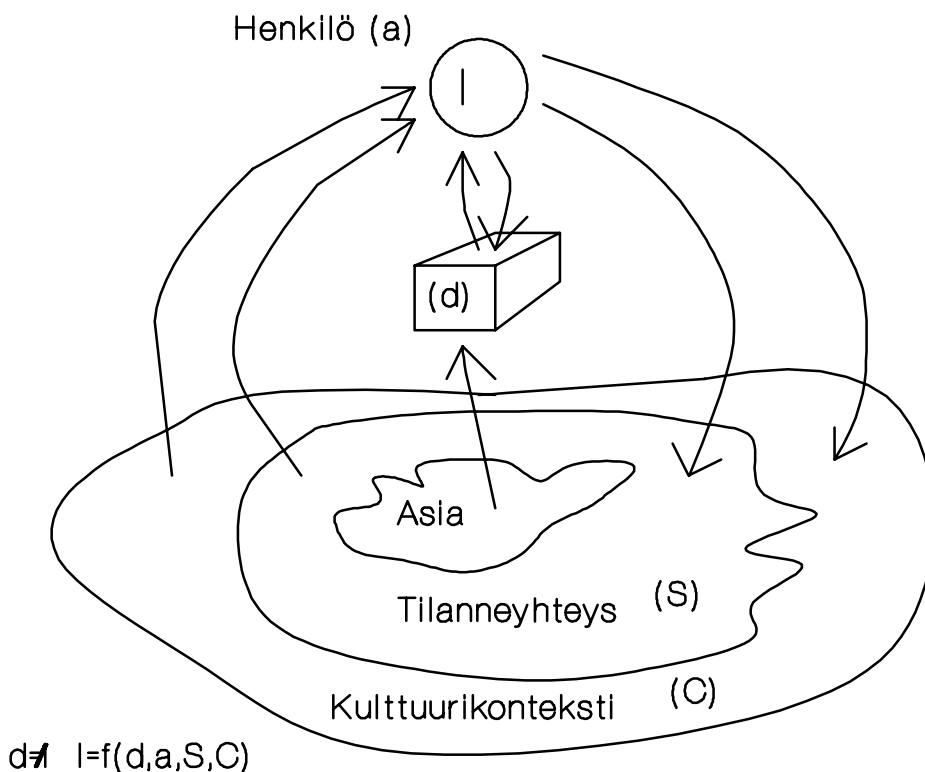 Henkilö (a)
I
(d)
Asia
Tilanneyhteys (S)
Kulttuurikonteksti (C)
d≠I I=f(d,a,S,C)